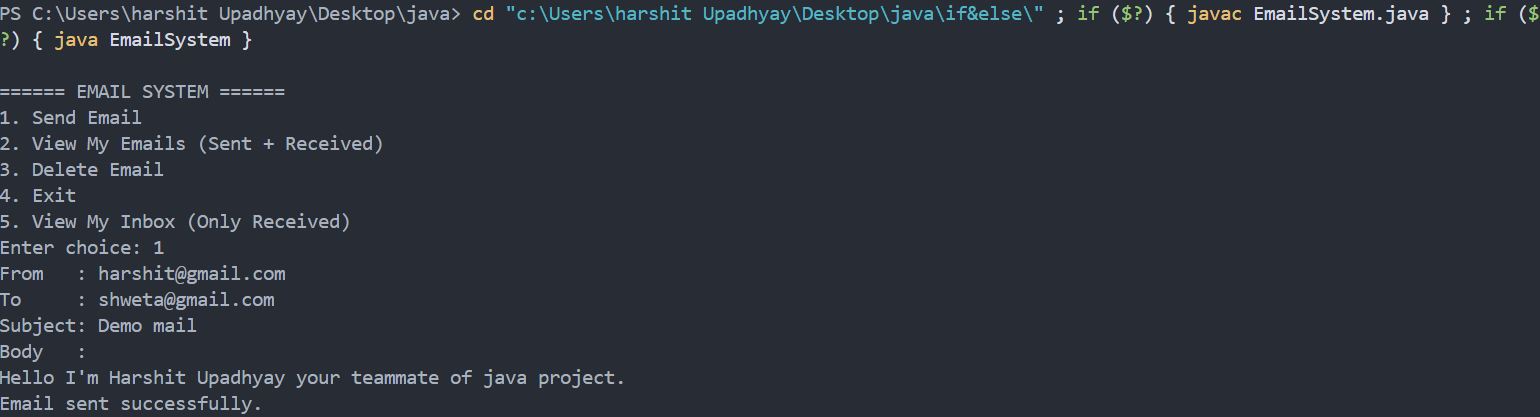 PS C:\Users\harshit Upadhyay\Desktop\java> cd "c:\Users\harshit Upadhyay\Desktop\java\if&else\" ; if ($?) { javac EmailSystem.java } ; if ($
?) { java EmailSystem }
====== EMAIL SYSTEM ======
1. Send Email
2. View My Emails (Sent + Received)
3. Delete Email
4. Exit
5. View My Inbox (Only Received)
Enter choice: 1
From   : harshit@gmail.com
To     : shweta@gmail.com
Subject: Demo mail
Body   :
Hello I'm Harshit Upadhyay your teammate of java project.
Email sent successfully.